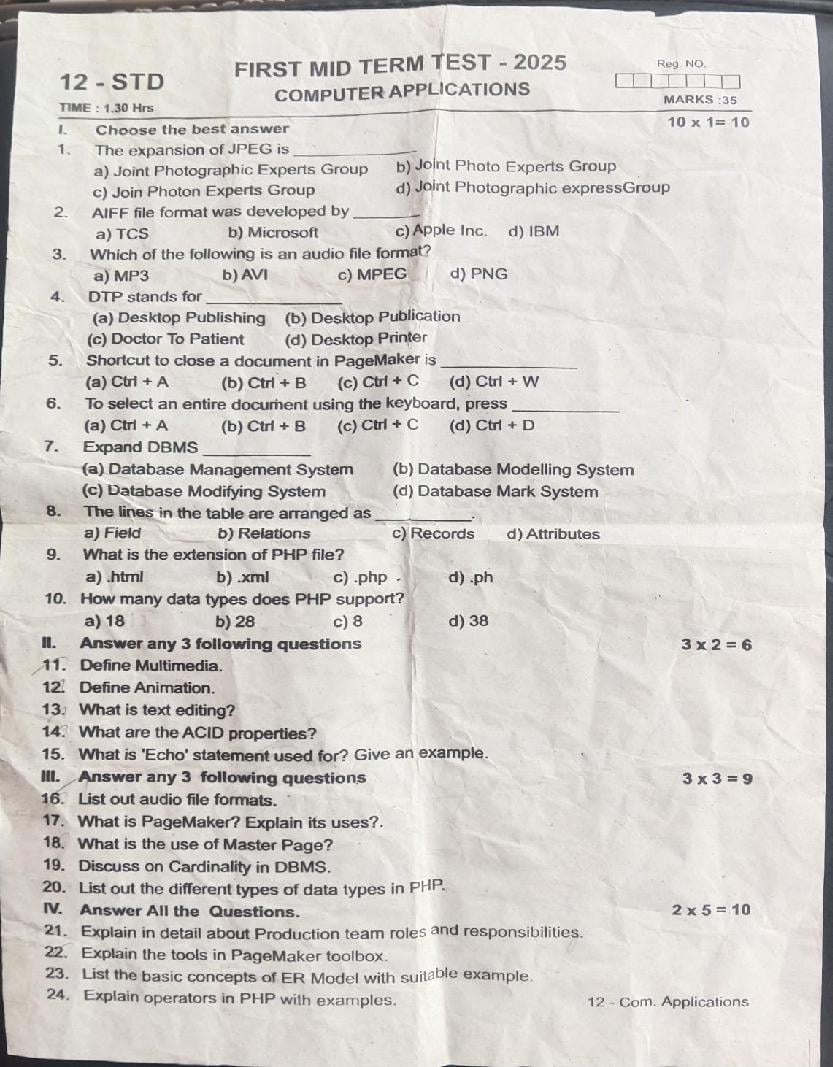 FIRST MID TERM TEST - 2025
Reg. NO.
12 - STD
COMPUTER APPLICATIONS
TIME : 1.30 Hrs
MARKS :35
I. Choose the best answer 10 x 1= 10
1. The expansion of JPEG is ____________
a) Joint Photographic Experts Group b) Joint Photo Experts Group
c) Join Photon Experts Group d) Joint Photographic expressGroup
2. AIFF file format was developed by _______
a) TCS b) Microsoft c) Apple Inc. d) IBM
3. Which of the following is an audio file format?
a) MP3 b) AVI c) MPEG d) PNG
4. DTP stands for ______________
(a) Desktop Publishing (b) Desktop Publication
(c) Doctor To Patient (d) Desktop Printer
5. Shortcut to close a document in PageMaker is ______________
(a) Ctrl + A (b) Ctrl + B (c) Ctrl + C (d) Ctrl + W
6. To select an entire document using the keyboard, press ___________
(a) Ctrl + A (b) Ctrl + B (c) Ctrl + C (d) Ctrl + D
7. Expand DBMS ___________
(a) Database Management System (b) Database Modelling System
(c) Database Modifying System (d) Database Mark System
8. The lines in the table are arranged as __________.
a) Field b) Relations c) Records d) Attributes
9. What is the extension of PHP file?
a) .html b) .xml c) .php d) .ph
10. How many data types does PHP support?
a) 18 b) 28 c) 8 d) 38
II. Answer any 3 following questions 3 x 2 = 6
11. Define Multimedia.
12. Define Animation.
13. What is text editing?
14. What are the ACID properties?
15. What is 'Echo' statement used for? Give an example.
III. Answer any 3 following questions 3 x 3 = 9
16. List out audio file formats.
17. What is PageMaker? Explain its uses?.
18. What is the use of Master Page?
19. Discuss on Cardinality in DBMS.
20. List out the different types of data types in PHP.
IV. Answer All the Questions. 2 x 5 = 10
21. Explain in detail about Production team roles and responsibilities.
22. Explain the tools in PageMaker toolbox.
23. List the basic concepts of ER Model with suitable example.
24. Explain operators in PHP with examples.
12 - Com. Applications